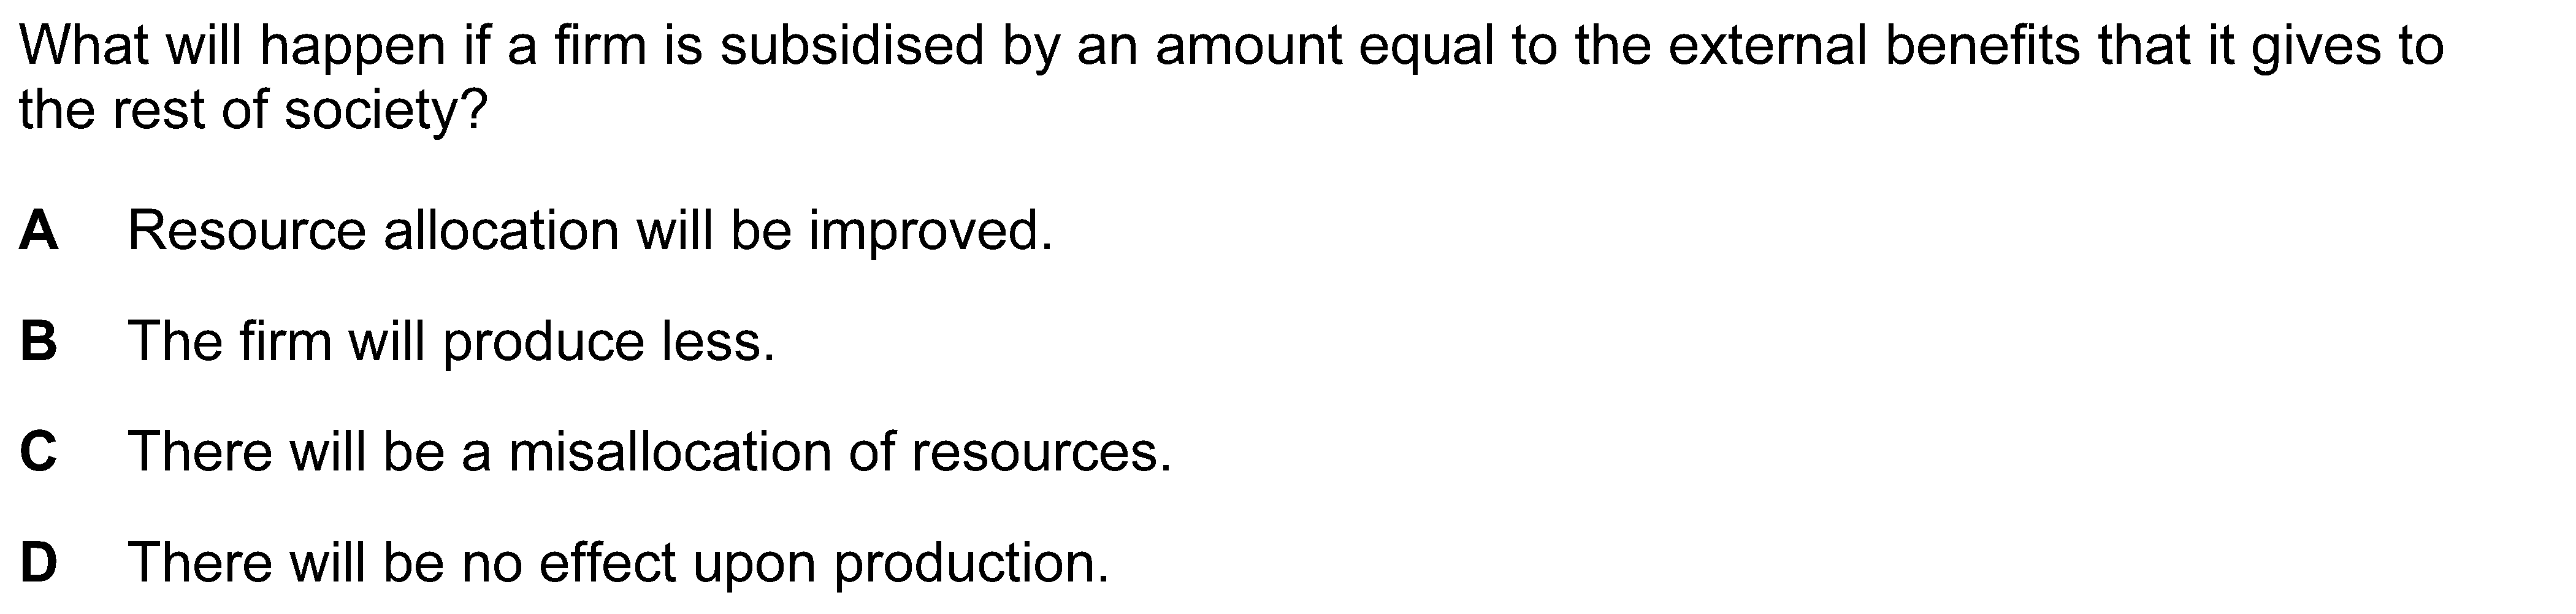 What will happen if a firm is subsidised by an amount equal to the external benefits that it gives to
the rest of society?
A Resource allocation will be improved.
B The firm will produce less.
C There will be a misallocation of resources.
D There will be no effect upon production.